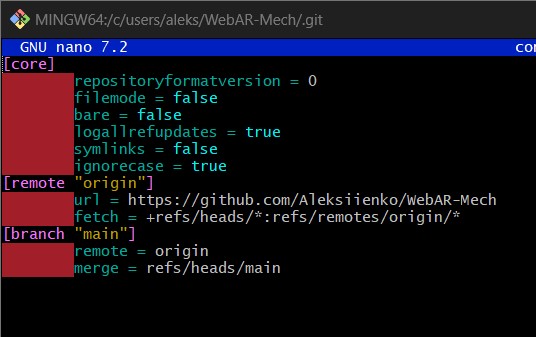 MINGW64:/c/users/aleks/WebAR-Mech/.git
GNU nano 7.2 con
[core]
repositoryformatversion = 0
filemode = false
bare = false
logallrefupdates = true
symlinks = false
ignorecase = true
[remote "origin"]
url = https://github.com/Aleksiienko/WebAR-Mech
fetch = +refs/heads/*:refs/remotes/origin/*
[branch "main"]
remote = origin
merge = refs/heads/main